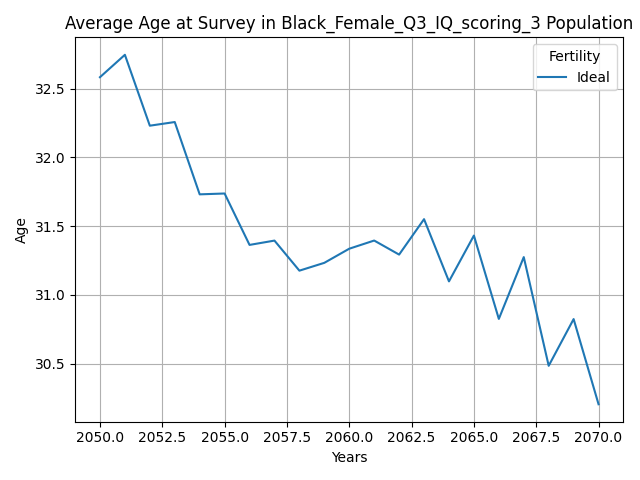 Average Age at Survey in Black_Female_Q3_IQ_scoring_3 Population
Fertility
Ideal
32.5
32.0
31.5
31.0
30.5
Age
2050.0 2052.5 2055.0 2057.5 2060.0 2062.5 2065.0 2067.5 2070.0
Years